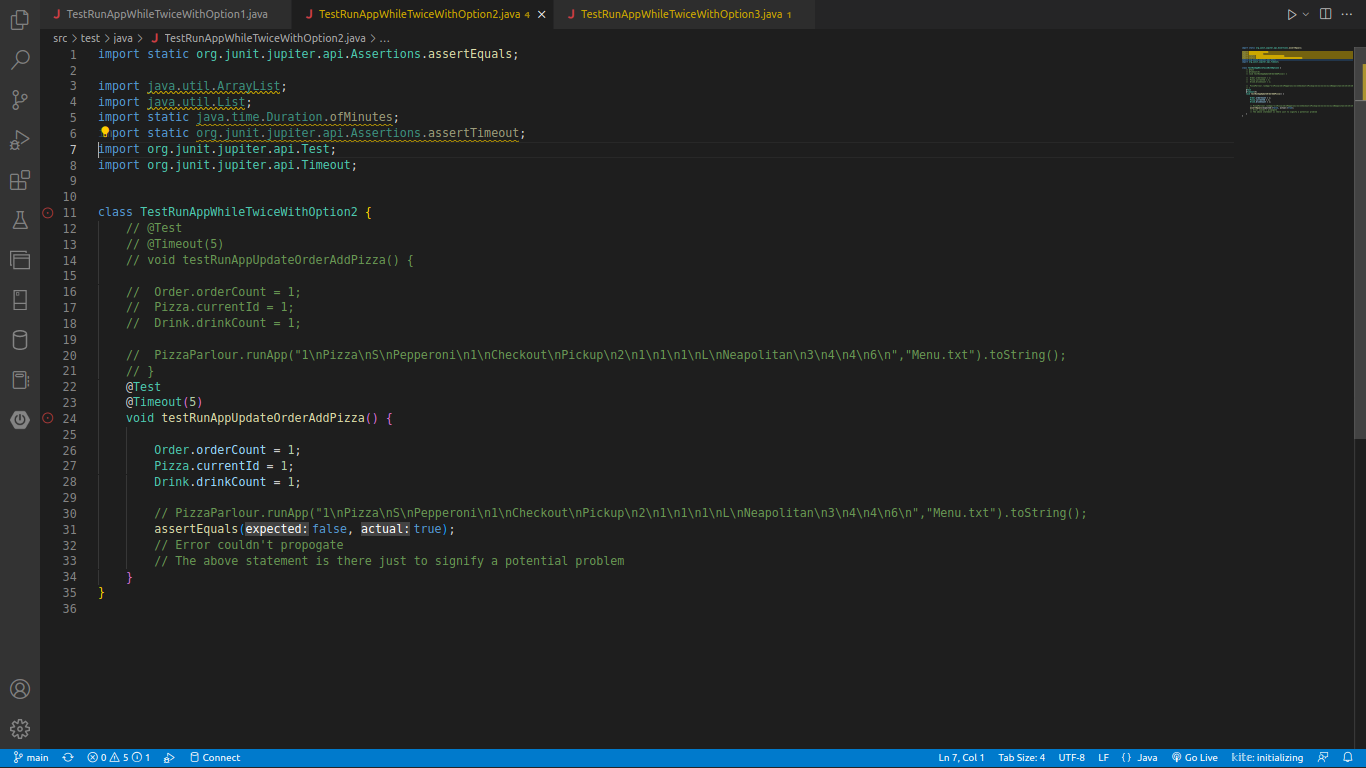 TestRunAppWhileTwiceWithOption1.java
TestRunAppWhileTwiceWithOption2.java 4
TestRunAppWhileTwiceWithOption3.java 1
src > test > java > TestRunAppWhileTwiceWithOption2.java > ...
1 import static org.junit.jupiter.api.Assertions.assertEquals;
2
3 import java.util.ArrayList;
4 import java.util.List;
5 import static java.time.Duration.ofMinutes;
6 import static org.junit.jupiter.api.Assertions.assertTimeout;
7 import org.junit.jupiter.api.Test;
8 import org.junit.jupiter.api.Timeout;
9
10
11 class TestRunAppWhileTwiceWithOption2 {
12 // @Test
13 // @Timeout(5)
14 // void testRunAppUpdateOrderAddPizza() {
15
16 //  Order.orderCount = 1;
17 //  Pizza.currentId = 1;
18 //  Drink.drinkCount = 1;
19
20 //  PizzaParlour.runApp("1\nPizza\nS\nPepperoni\n1\nCheckout\nPickup\n2\n1\n1\n1\nL\nNeapolitan\n3\n4\n4\n6\n","Menu.txt").toString();
21 // }
22 @Test
23 @Timeout(5)
24 void testRunAppUpdateOrderAddPizza() {
25
26 Order.orderCount = 1;
27 Pizza.currentId = 1;
28 Drink.drinkCount = 1;
29
30 // PizzaParlour.runApp("1\nPizza\nS\nPepperoni\n1\nCheckout\nPickup\n2\n1\n1\n1\nL\nNeapolitan\n3\n4\n4\n6\n","Menu.txt").toString();
31 assertEquals(expected: false, actual: true);
32 // Error couldn't propogate
33 // The above statement is there just to signify a potential problem
34 }
35 }
36
main 0 5 1 Connect Ln 7, Col 1 Tab Size: 4 UTF-8 LF {} Java Go Live kite: initializing